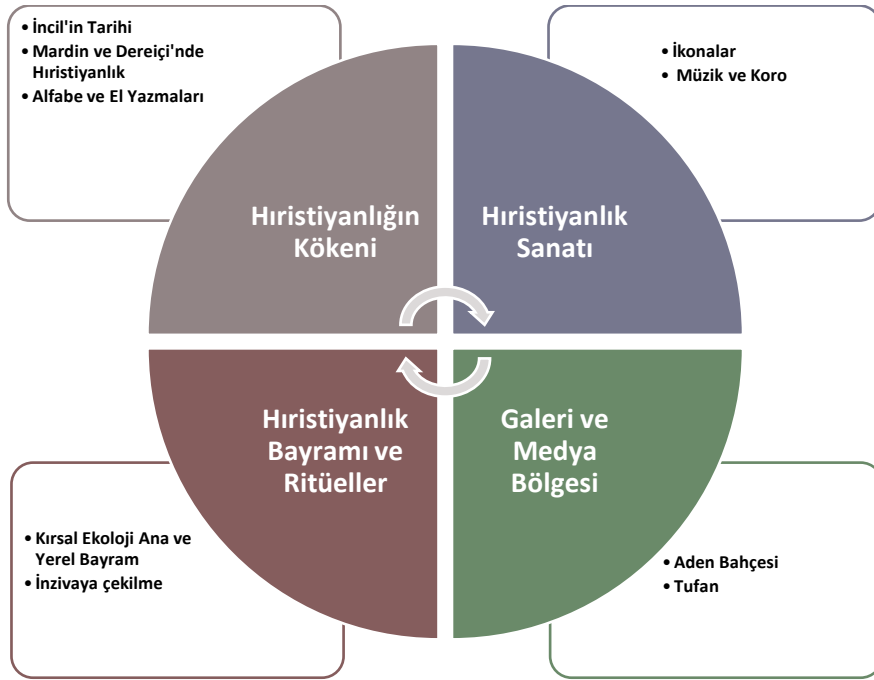 • İncil'in Tarihi
• Mardin ve Dereiçi'nde
Hıristiyanlık
• Alfabe ve El Yazmaları
• İkonalar
• Müzik ve Koro
Hıristiyanlığın
Kökeni
Hıristiyanlık
Sanatı
Hıristiyanlık
Bayramı ve
Ritüeller
Galeri ve
Medya
Bölgesi
• Kırsal Ekoloji Ana ve
Yerel Bayram
• İnzivaya çekilme
• Aden Bahçesi
• Tufan